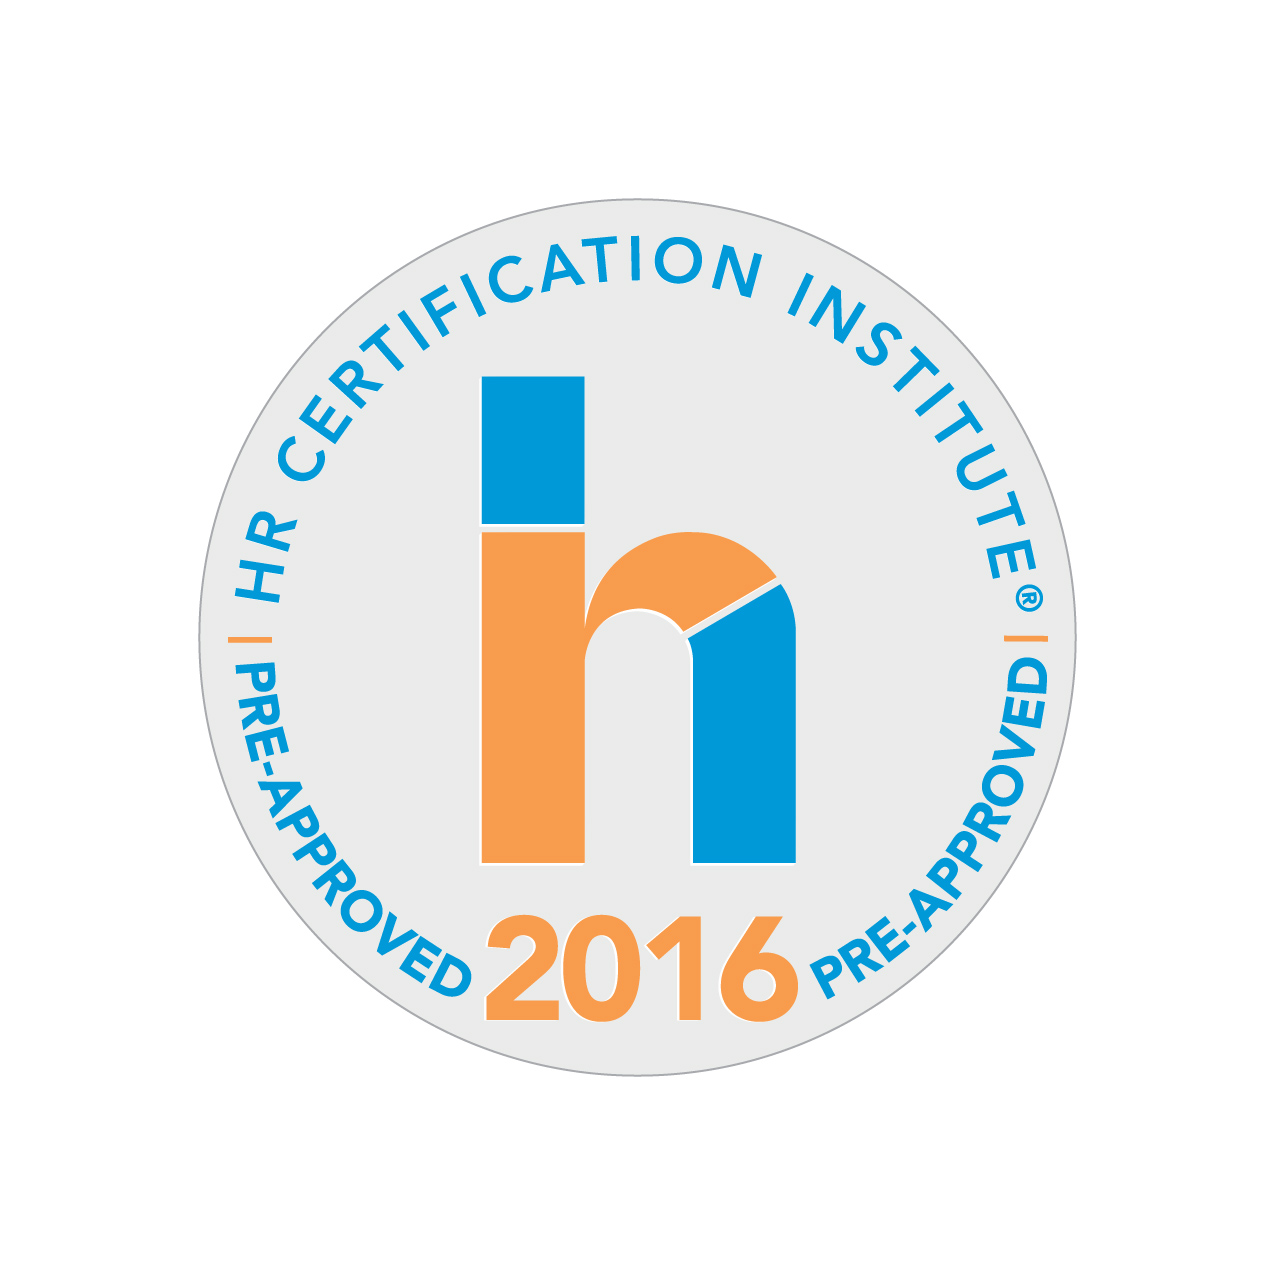 HR CERTIFICATION INSTITUTE®
h
PRE-APPROVED
2016
PRE-APPROVED